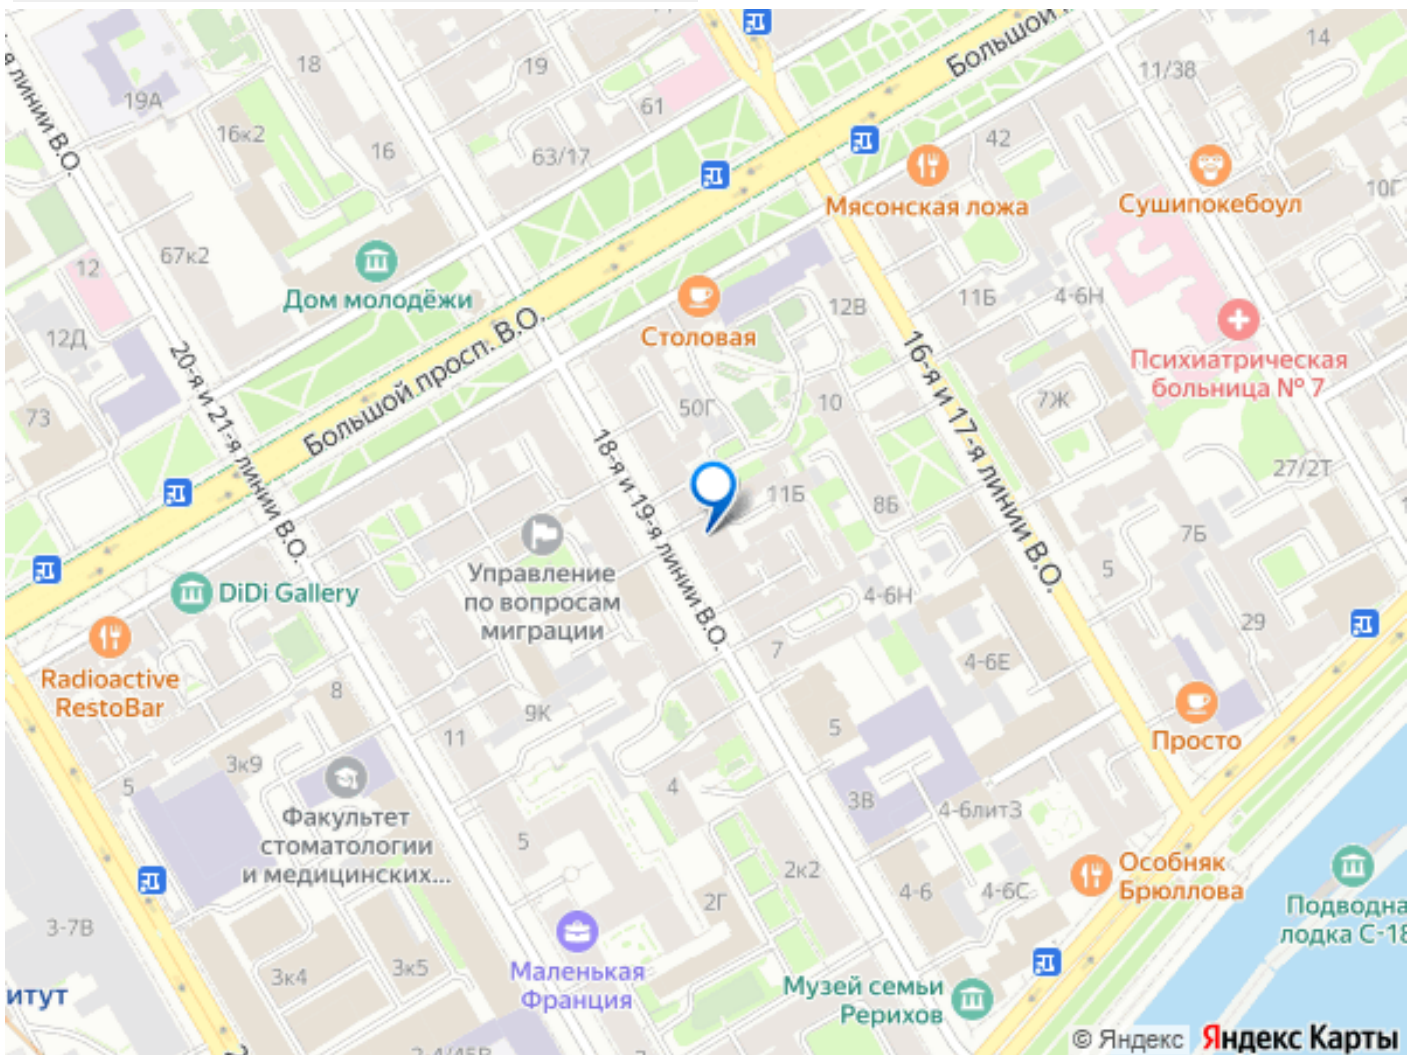 Большой
14
11/38
18
19
19А
61
16к2
16
63/17
42
я линии В.О.
Мясонская ложа
Сушипокебоул
10Г
67к2
12
Дом молодёжи
12Д
Столовая
12В
11Б
4-6Н
Психиатрическая
больница № 7
Большой просп. В.О.
20-я и 21-я линии В.О.
16-я и 17-я линии В.О.
73
50Г
10
7Ж
18-я и 19-я линии В.О.
27/2Т
11Б
8Б
7Б
5
DiDi Gallery
Управление
по вопросам
миграции
4-6Н
29
7
4-6Е
Radioactive
RestoBar
8
9К
11
5
Просто
3к9
5
4
3В
4-6литЗ
Факультет
стоматологии
и медицинских...
5
2к2
4-6
4-6С
Особняк
Брюллова
2Г
Подводна
лодка С-18
3-7В
3к4
3к5
Маленькая
Франция
Музей семьи
Рерихов
итут
© Яндекс Яндекс Карты